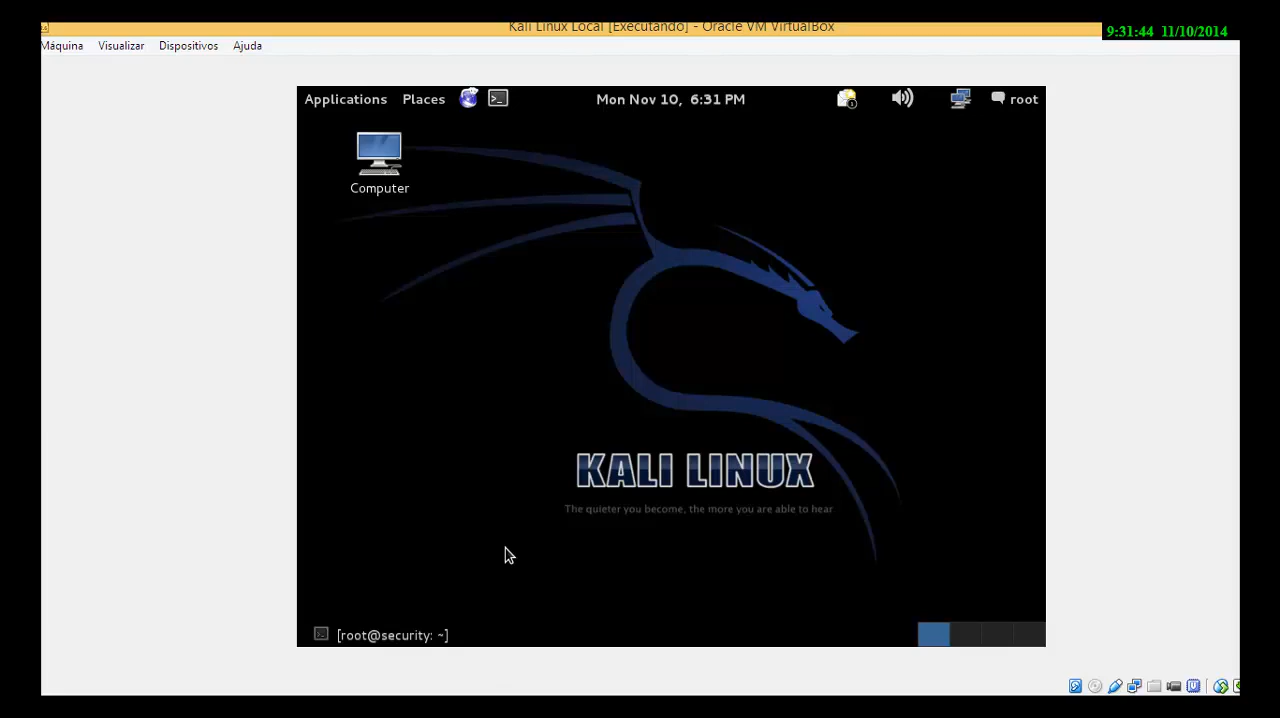 Kali Linux Local [Executando] - Oracle VM VirtualBox
9:31:44 11/10/2014
Máquina Visualizar Dispositivos Ajuda
Applications Places Mon Nov 10, 6:31 PM root
Computer
KALI LINUX
The quieter you become, the more you are able to hear
[root@security: ~]